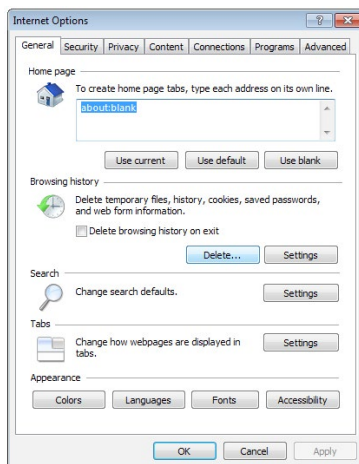 Internet Options
General Security Privacy Content Connections Programs Advanced
Home page
To create home page tabs, type each address on its own line.
about:blank
Use current Use default Use blank
Browsing history
Delete temporary files, history, cookies, saved passwords,
and web form information.
Delete browsing history on exit
Delete... Settings
Search
Change search defaults. Settings
Tabs
Change how webpages are displayed in
tabs. Settings
Appearance
Colors Languages Fonts Accessibility
OK Cancel Apply